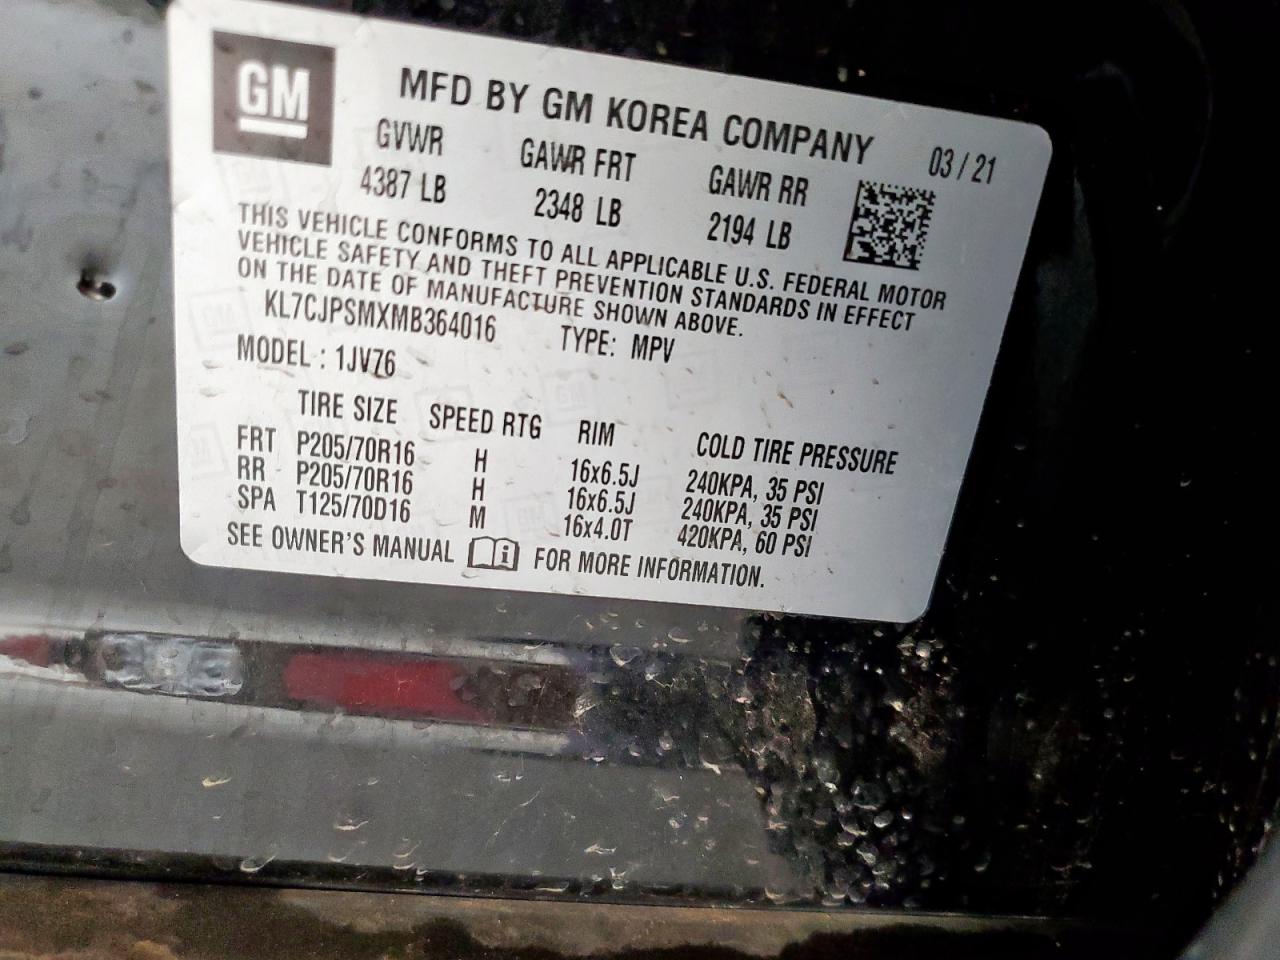 GM
MFD BY GM KOREA COMPANY 03 / 21
GVWR GAWR FRT GAWR RR
4387 LB 2348 LB 2194 LB
THIS VEHICLE CONFORMS TO ALL APPLICABLE U.S. FEDERAL MOTOR
VEHICLE SAFETY AND THEFT PREVENTION STANDARDS IN EFFECT
ON THE DATE OF MANUFACTURE SHOWN ABOVE.
KL7CJPSMXMB364016 TYPE: MPV
MODEL : 1JV76
TIRE SIZE SPEED RTG RIM COLD TIRE PRESSURE
FRT P205/70R16 H 16x6.5J 240KPA, 35 PSI
RR P205/70R16 H 16x6.5J 240KPA, 35 PSI
SPA T125/70D16 M 16x4.0T 420KPA, 60 PSI
SEE OWNER'S MANUAL FOR MORE INFORMATION.